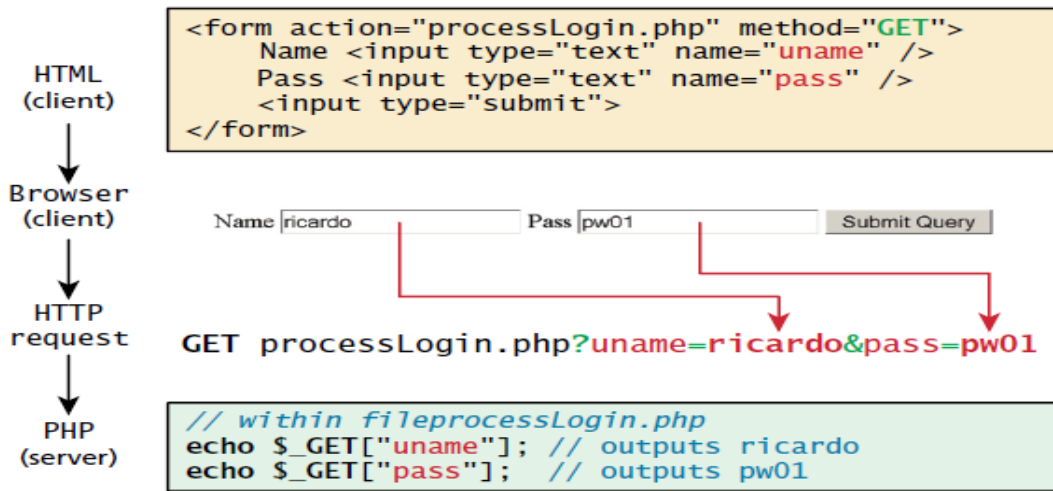 <form action="processLogin.php" method="GET">
Name <input type="text" name="uname" />
Pass <input type="text" name="pass" />
<input type="submit">
</form>
HTML
(client)
Browser
(client)
Name ricardo Pass pw01 Submit Query
HTTP
request
GET processLogin.php?uname=ricardo&pass=pw01
PHP
(server)
// within fileprocessLogin.php
echo $_GET["uname"]; // outputs ricardo
echo $_GET["pass"]; // outputs pw01